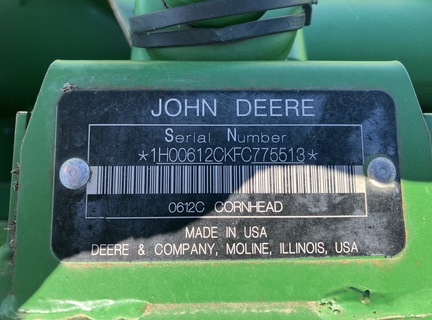 JOHN DEERE
Serial Number
*1H00612CKFC775513*
0612C CORNHEAD
MADE IN USA
DEERE & COMPANY, MOLINE, ILLINOIS, USA